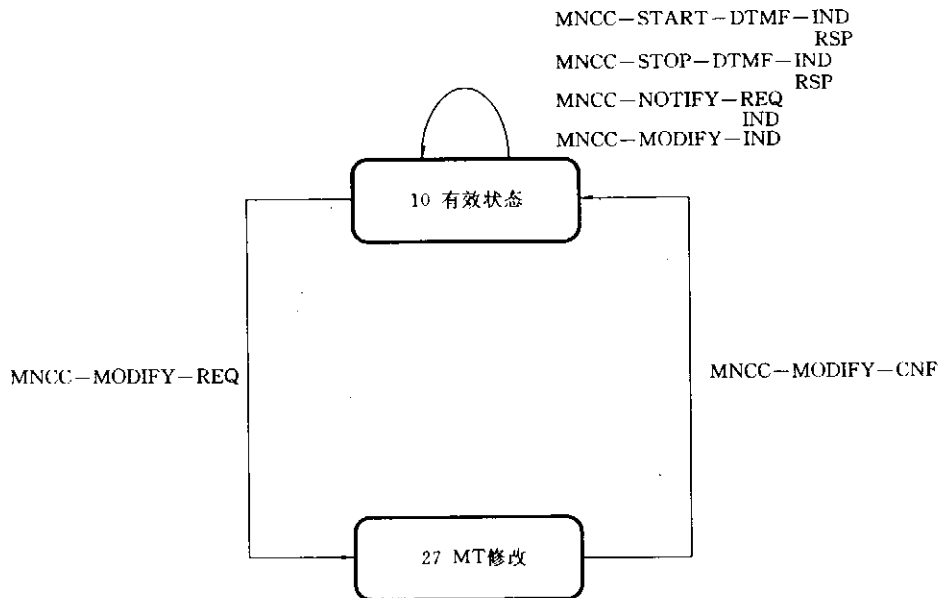 MNCC-START-DTMF-IND
RSP
MNCC-STOP-DTMF-IND
RSP
MNCC-NOTIFY-REQ
IND
MNCC-MODIFY-IND
10 有效状态
MNCC-MODIFY-REQ
MNCC-MODIFY-CNF
27 MT修改